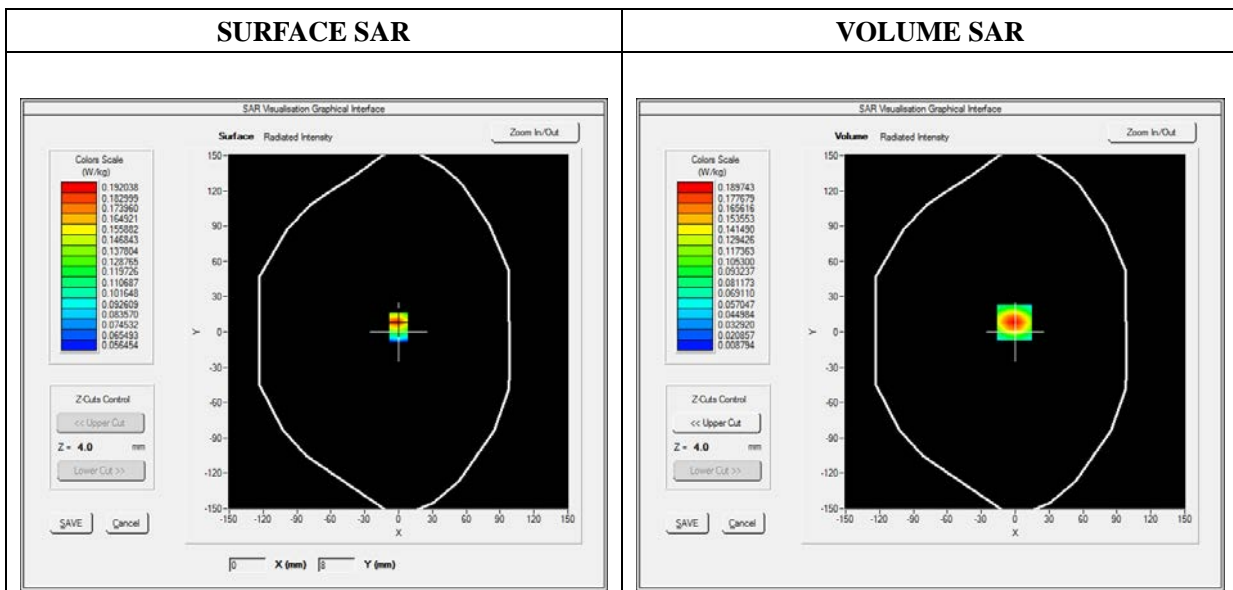 SURFACE SAR
VOLUME SAR
SAR Visualisation Graphical Interface
Surface Radiated Intensity
Zoom In/Out
Colors Scale
(W/kg)
0.192038
0.182999
0.173960
0.164921
0.155882
0.146843
0.137804
0.128765
0.119726
0.110687
0.101648
0.092609
0.083570
0.074532
0.065493
0.056454
Z-Cuts Control
<< Upper Cut
Z = 4.0 mm
Lower Cut >>
SAVE Cancel
150
120
90
60
30
0
-30
-60
-90
-120
-150
Y
-150 -120 -90 -60 -30 0 30 60 90 120 150
X
0 X (mm) 8 Y (mm)
SAR Visualisation Graphical Interface
Volume Radiated Intensity
Zoom In/Out
Colors Scale
(W/kg)
0.189743
0.177679
0.165616
0.153553
0.141490
0.129426
0.117363
0.105300
0.093237
0.081173
0.069110
0.057047
0.044984
0.032920
0.020857
0.008794
Z-Cuts Control
<< Upper Cut
Z = 4.0 mm
Lower Cut >>
SAVE Cancel
150
120
90
60
30
0
-30
-60
-90
-120
-150
Y
-150 -120 -90 -60 -30 0 30 60 90 120 150
X